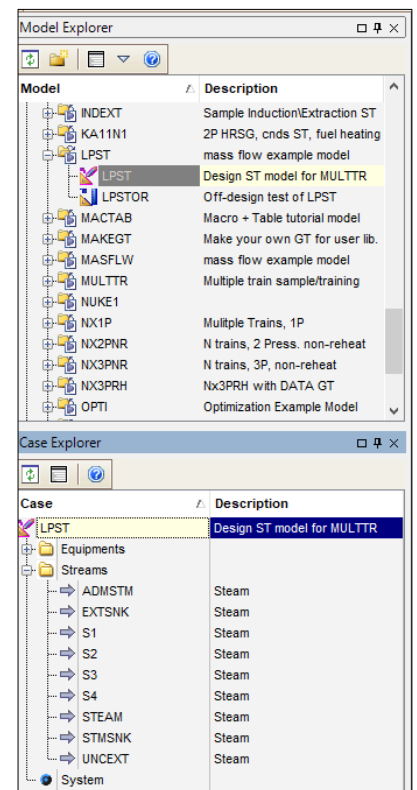 Model Explorer
Model Description
INDEXT Sample Induction\Extraction ST
KA11N1 2P HRSG, cnds ST, fuel heating
LPST mass flow example model
LPST Design ST model for MULTTR
LPSTOR Off-design test of LPST
MACTAB Macro + Table tutorial model
MAKEGT Make your own GT for user lib.
MASFLW mass flow example model
MULTTR Multiple train sample/training
NUKE1
NX1P Mulitple Trains, 1P
NX2PNR N trains, 2 Press. non-reheat
NX3PNR N trains, 3P, non-reheat
NX3PRH Nx3PRH with DATA GT
OPTI Optimization Example Model
Case Explorer
Case Description
LPST Design ST model for MULTTR
Equipments
Streams
ADMSTM Steam
EXTSNK Steam
S1 Steam
S2 Steam
S3 Steam
S4 Steam
STEAM Steam
STMSNK Steam
UNCEXT Steam
System